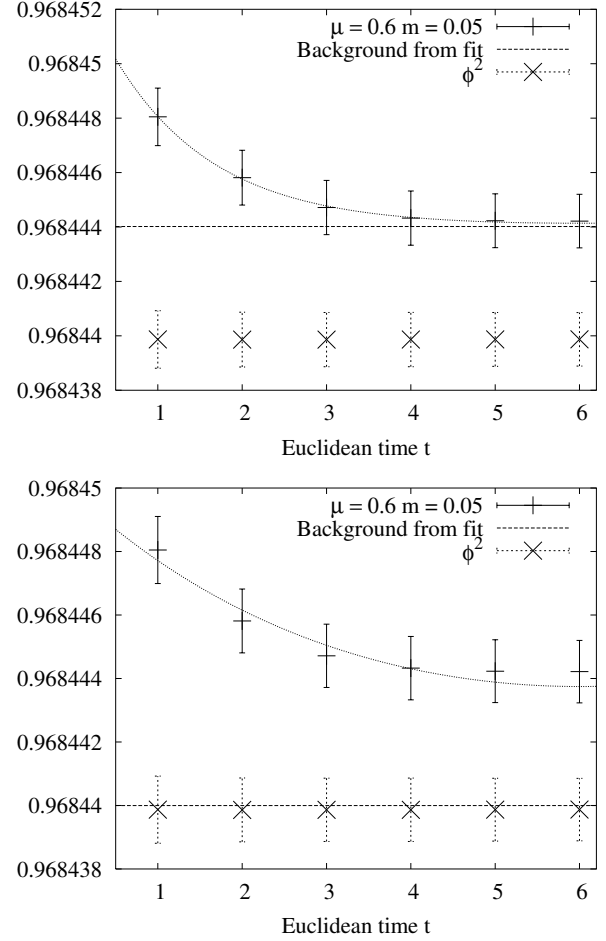 0.968452
0.96845
0.968448
0.968446
0.968444
0.968442
0.96844
0.968438
μ = 0.6 m = 0.05
Background from fit
ϕ²
1 2 3 4 5 6
Euclidean time t
0.96845
0.968448
0.968446
0.968444
0.968442
0.96844
0.968438
μ = 0.6 m = 0.05
Background from fit
ϕ²
1 2 3 4 5 6
Euclidean time t